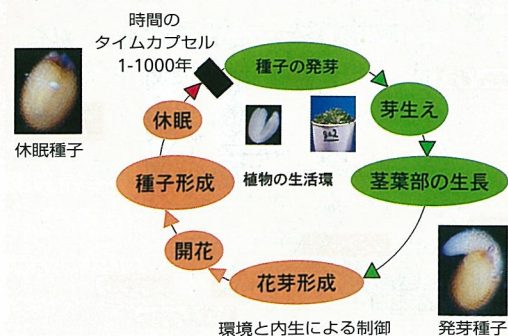 時間の
タイムカプセル
1-1000年
種子の発芽
芽生え
休眠
休眠種子
植物の生活環
種子形成
茎葉部の生長
開花
花芽形成
環境と内生による制御
発芽種子